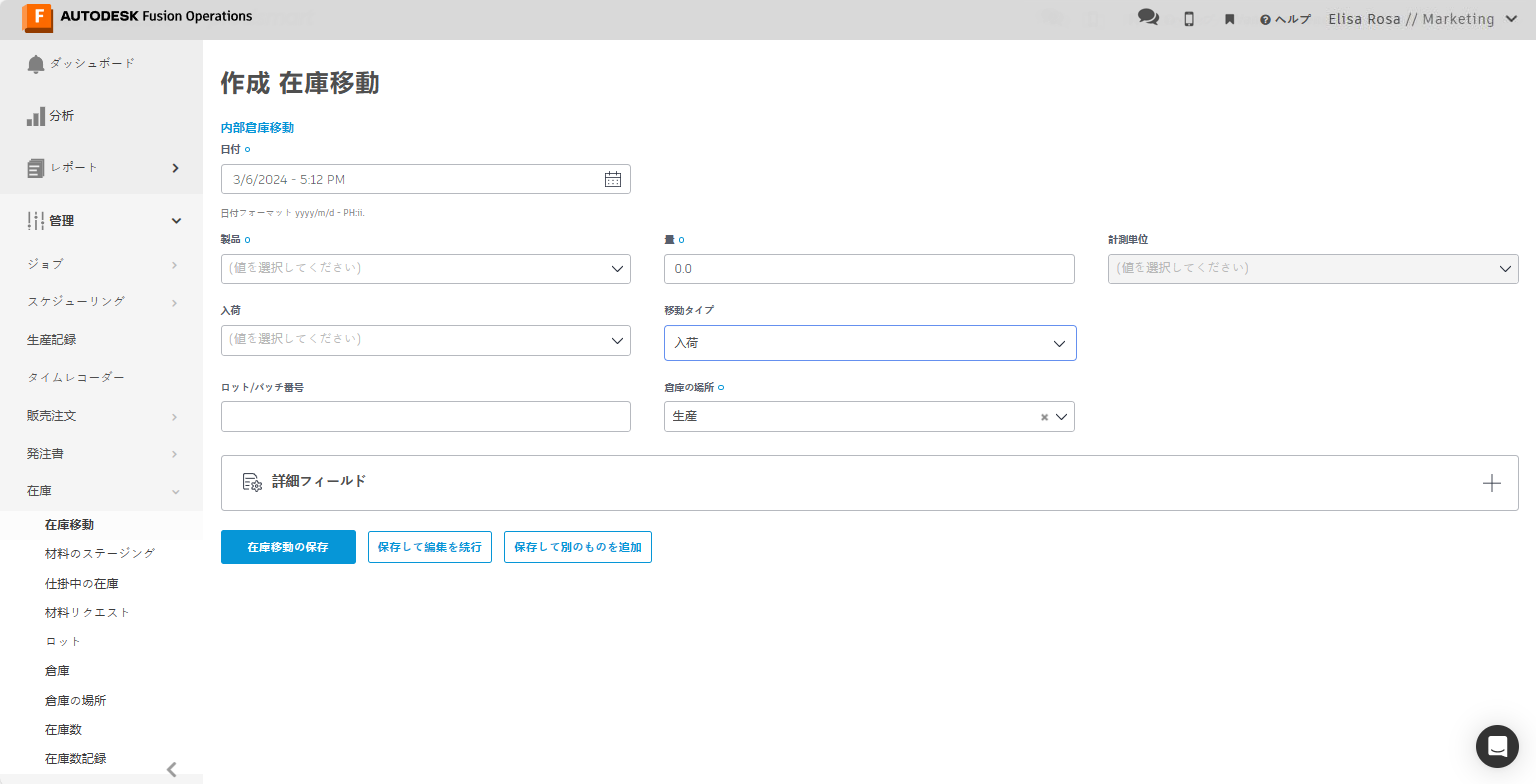 AUTODESK Fusion Operations
ヘルプ
Elisa Rosa // Marketing
ダッシュボード
分析
レポート
管理
ジョブ
スケジューリング
生産記録
タイムレコーダー
販売注文
発注書
在庫
在庫移動
材料のステージング
仕掛中の在庫
材料リクエスト
ロット
倉庫
倉庫の場所
在庫数
在庫数記録
作成 在庫移動
内部倉庫移動
日付
3/6/2024 - 5:12 PM
日付フォーマット yyyy/m/d - PH:ii.
製品
量
計測単位
(値を選択してください)
0.0
(値を選択してください)
入荷
移動タイプ
(値を選択してください)
入荷
ロット/バッチ番号
倉庫の場所
生産
詳細フィールド
在庫移動の保存
保存して編集を続行
保存して別のものを追加